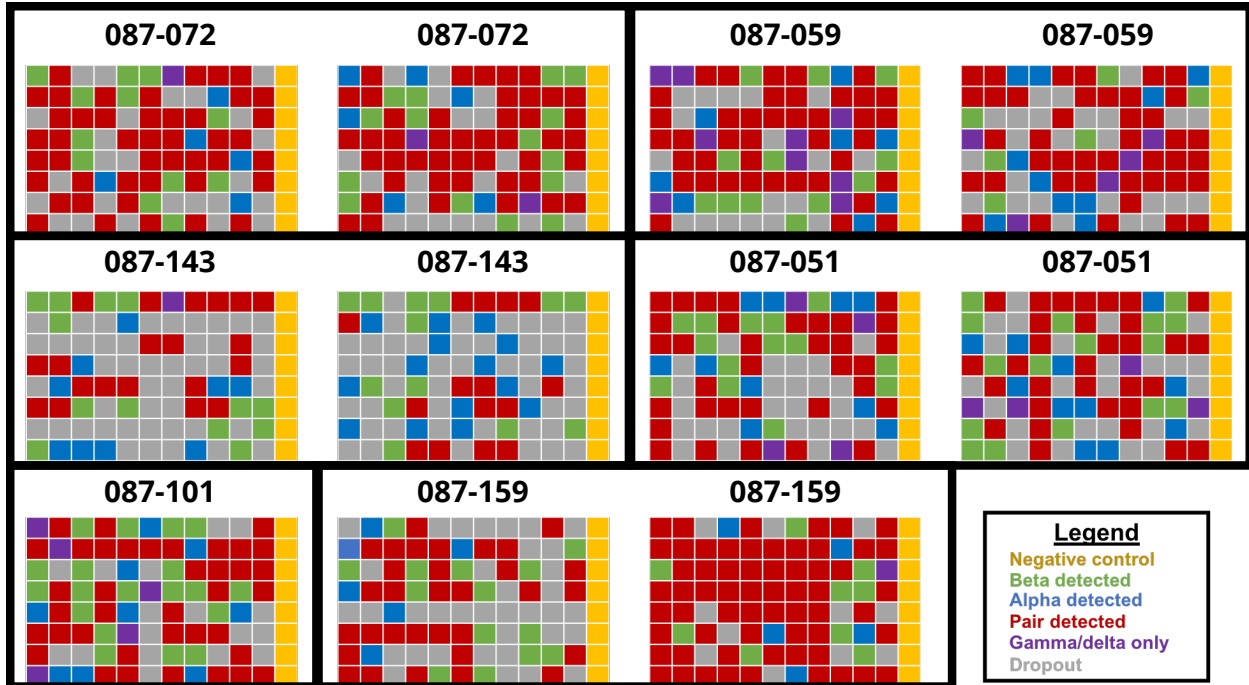 087-072
087-072
087-059
087-059
087-143
087-143
087-051
087-051
087-101
087-159
087-159
Legend
Negative control
Beta detected
Alpha detected
Pair detected
Gamma/delta only
Dropout